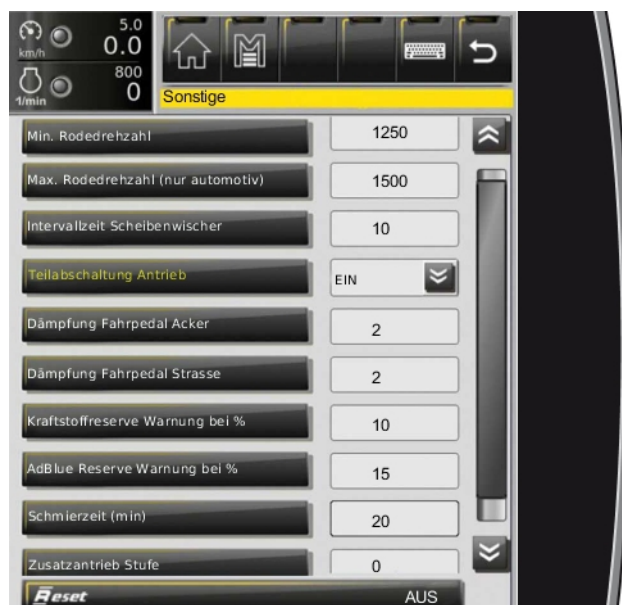 5.0
km/h 0.0
800
1/min 0
Sonstige
Min. Rodedrehzahl 1250
Max. Rodedrehzahl (nur automotiv) 1500
Intervallzeit Scheibenwischer 10
Teilabschaltung Antrieb EIN
Dämpfung Fahrpedal Acker 2
Dämpfung Fahrpedal Strasse 2
Kraftstoffreserve Warnung bei % 10
AdBlue Reserve Warnung bei % 15
Schmierzeit (min) 20
Zusatzantrieb Stufe 0
Reset AUS